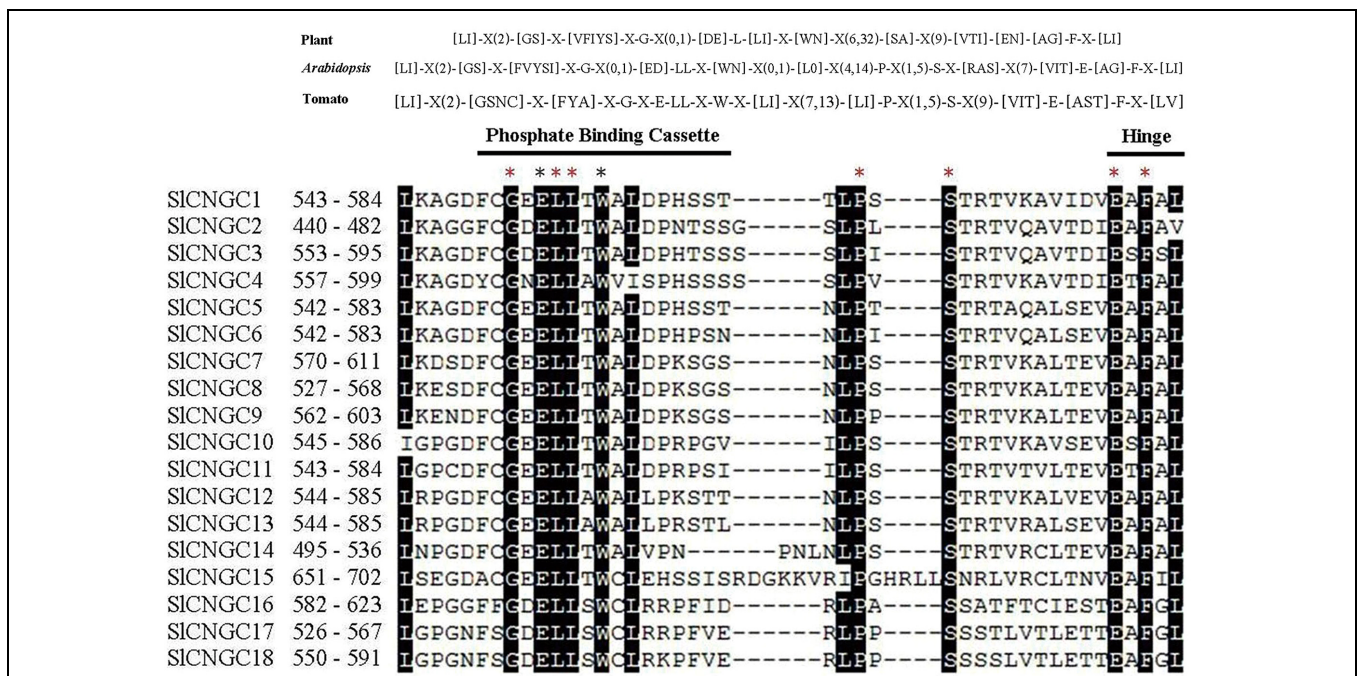 Plant [LI]-X(2)-[GS]-X-[VFIYS]-X-G-X(0,1)-[DE]-L-[LI]-X-[WN]-X(6,32)-[SA]-X(9)-[VTI]-[EN]-[AG]-F-X-[LI]
Arabidopsis [LI]-X(2)-[GS]-X-[FVYSI]-X-G-X(0,1)-[ED]-LL-X-[WN]-X(0,1)-[L0]-X(4,14)-P-X(1,5)-S-X-[RAS]-X(7)-[VIT]-E-[AG]-F-X-[LI]
Tomato [LI]-X(2)-[GSNC]-X-[FYA]-X-G-X-E-LL-X-W-X-[LI]-X(7,13)-[LI]-P-X(1,5)-S-X(9)-[VIT]-E-[AST]-F-X-[LV]
Phosphate Binding Cassette Hinge
* * * * * * * * *
SlCNGC1 543 - 584 LKAGDFCGEELLTWALDPHSST------TLPS----STRTVKAVIDVEAFAL
SlCNGC2 440 - 482 LKAGGFCGDELLTWALDPNTSSG-----SLPL----STRTVQAVTDIEAFAV
SlCNGC3 553 - 595 LKAGDFCGDELLTWALDPHTSSS-----SLPI----STRTVQAVTDIESFSL
SlCNGC4 557 - 599 LKAGDYCGNELLAWVISPHSSSS-----SLPV----STRTVKAVTDIETFAL
SlCNGC5 542 - 583 LKAGDFCGEELLTWALDPHSST------NLPT----STRTAQALSEVEAFAL
SlCNGC6 542 - 583 LKAGDFCGEELLTWALDPHPSN------NLPI----STRTVQALSEVEAFAL
SlCNGC7 570 - 611 LKDSDFCGEELLTWALDPKSGS------NLPS----STRTVKALTEVEAFAL
SlCNGC8 527 - 568 LKESDFCGEELLTWALDPKSGS------NLPS----STRTVKALTEVEAFAL
SlCNGC9 562 - 603 LKENDFCGEELLTWALDPKSGS------NLPP----STRTVKALTEVEAFAL
SlCNGC10 545 - 586 IGPGDFCGEELLTWALDPRPGV------ILPS----STRTVKAVSEVESFAL
SlCNGC11 543 - 584 LGPCDFCGEELLTWALDPRPSI------ILPS----STRTVTVLTEVETFAL
SlCNGC12 544 - 585 LRPGDFCGEELLAWALLPKSTT------NLPS----STRTVKALVEVEAFAL
SlCNGC13 544 - 585 LRPGDFCGEELLAWALLPRSTL------NLPS----STRTVRALSEVEAFAL
SlCNGC14 495 - 536 LNPGDFCGEELLTWALVPN------PNLNLPS----STRTVRCLTEVEAFAL
SlCNGC15 651 - 702 LSEGDACGEELLTWCLEHSSISRDGKKVRIPGHRLLSNRLVRCLTNVEAFIL
SlCNGC16 582 - 623 LEPGGFFGDELLSWCLRRPFID------RLPA----SSATFTCIESTEAFGL
SlCNGC17 526 - 567 LGPGNFSGDELLSWCLRRPFVE------RLPP----SSSTLVTLETTEAFGL
SlCNGC18 550 - 591 LGPGNFSGDELLSWCLRKPFVE------RLPP----SSSSLVTLETTEAFGL